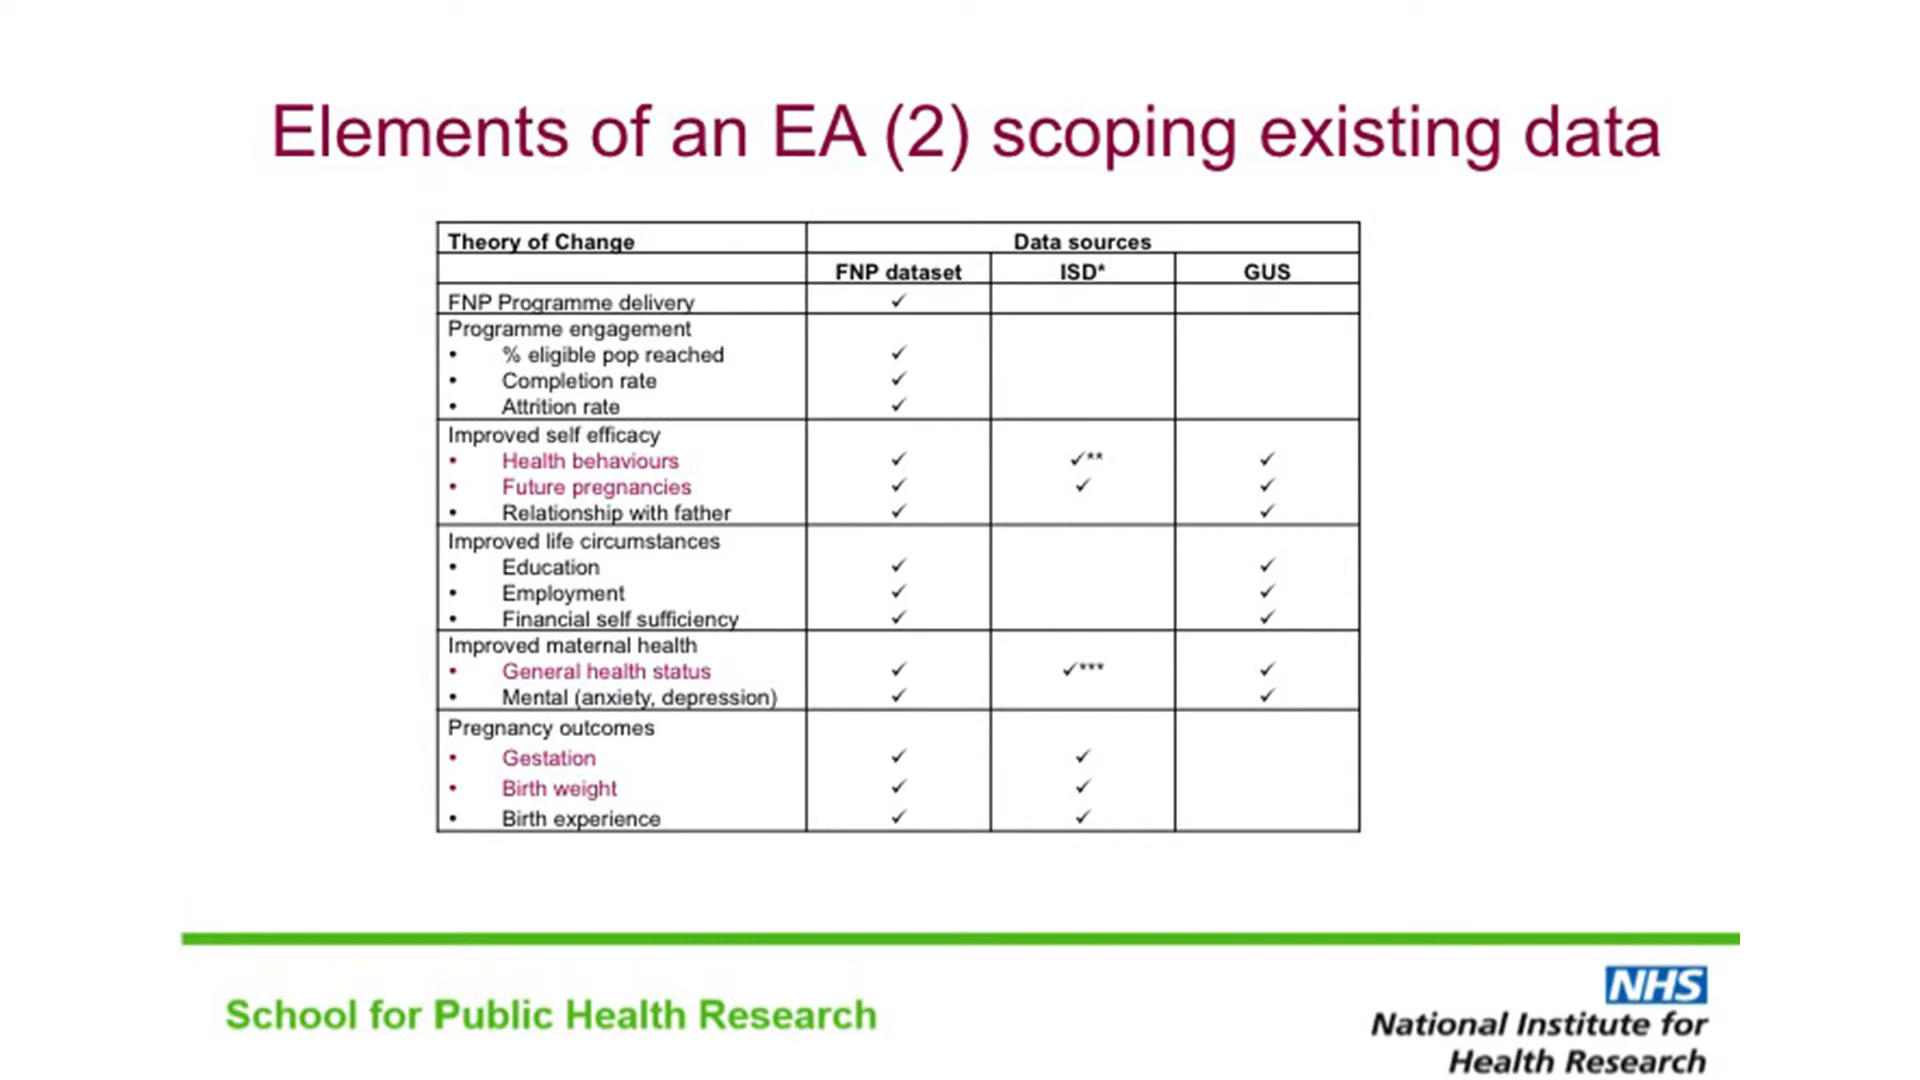 Elements of an EA (2) scoping existing data
Theory of Change Data sources
FNP dataset ISD* GUS
FNP Programme delivery ✓
Programme engagement
• % eligible pop reached ✓
• Completion rate ✓
• Attrition rate ✓
Improved self efficacy
• Health behaviours ✓ ✓** ✓
• Future pregnancies ✓ ✓ ✓
• Relationship with father ✓ ✓
Improved life circumstances
• Education ✓ ✓
• Employment ✓ ✓
• Financial self sufficiency ✓ ✓
Improved maternal health
• General health status ✓ ✓*** ✓
• Mental (anxiety, depression) ✓ ✓
Pregnancy outcomes
• Gestation ✓ ✓
• Birth weight ✓ ✓
• Birth experience ✓ ✓
NHS
School for Public Health Research
National Institute for
Health Research